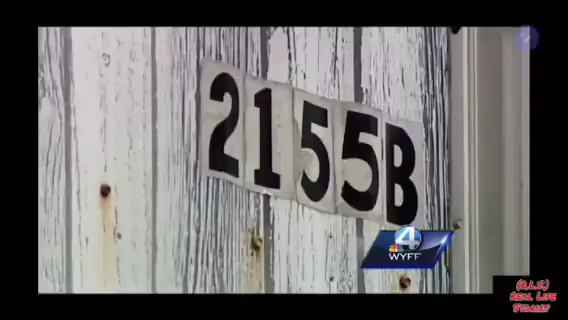 2155B
4
WYFF
(R.L.S.)
Real Life
Stories